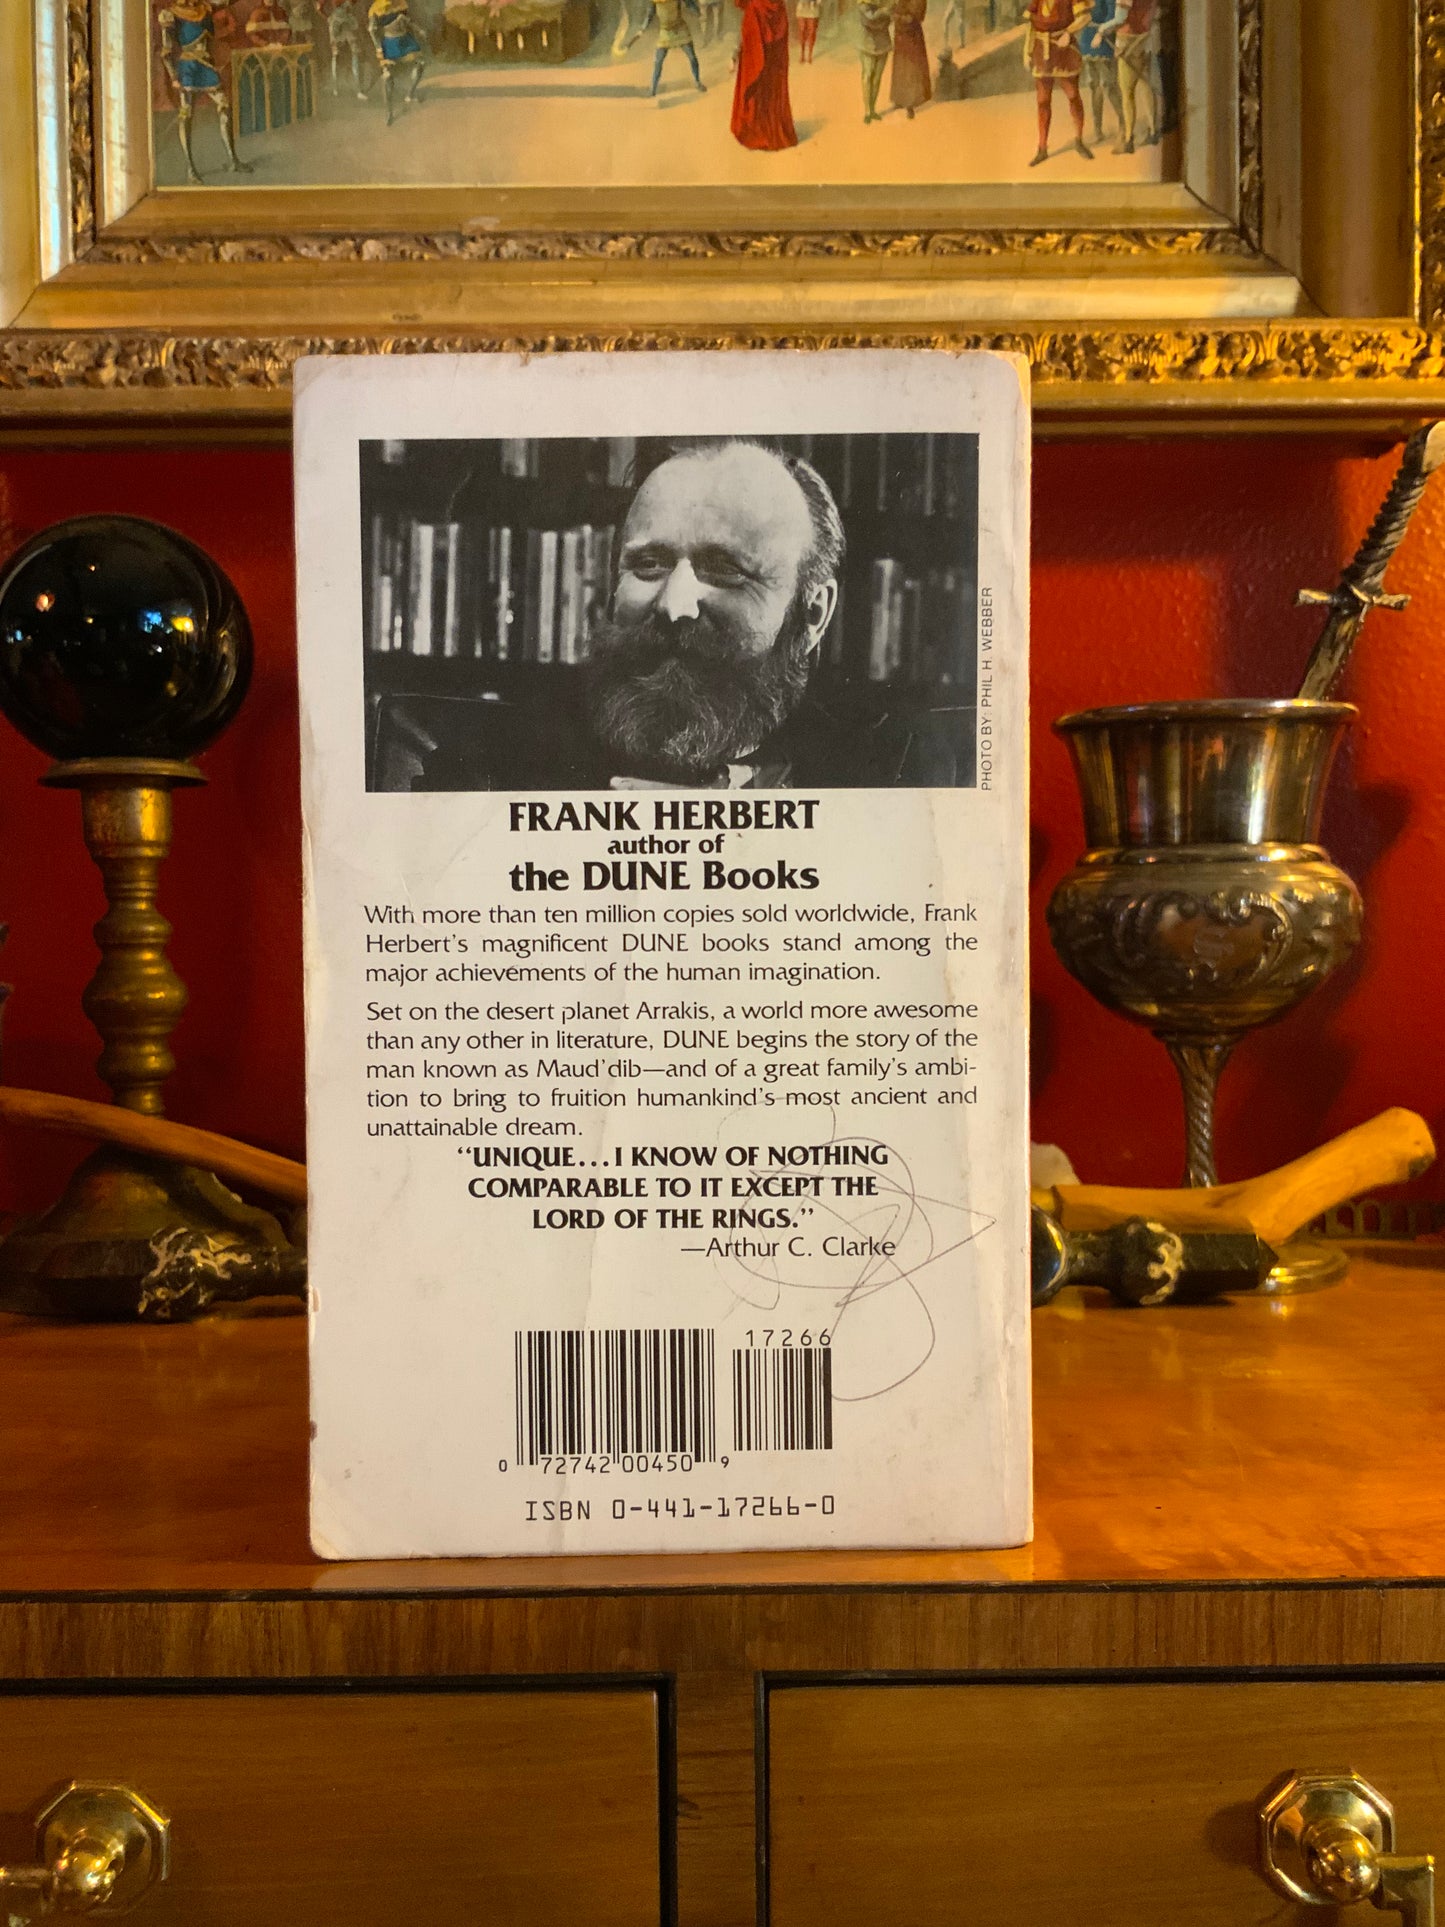 PHOTO BY: PHIL H. WEBBER
FRANK HERBERT
author of
the DUNE Books
With more than ten million copies sold worldwide, Frank
Herbert's magnificent DUNE books stand among the
major achievements of the human imagination.
Set on the desert planet Arrakis, a world more awesome
than any other in literature, DUNE begins the story of the
man known as Maud'dib—and of a great family's ambi-
tion to bring to fruition humankind's most ancient and
unattainable dream.
“UNIQUE...I KNOW OF NOTHING
COMPARABLE TO IT EXCEPT THE
LORD OF THE RINGS.”
—Arthur C. Clarke
17266
0 72742 00450 9
ISBN 0-441-17266-0